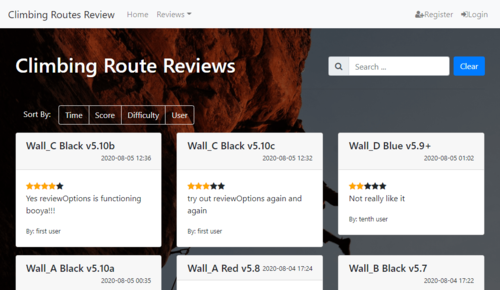 Climbing Routes Review Home Reviews Register Login
Climbing Route Reviews
Search ... Clear
Sort By: Time Score Difficulty User
Wall_C Black v5.10b
2020-08-05 12:36
Yes reviewOptions is functioning
booya!!!
By: first user
Wall_C Black v5.10c
2020-08-05 12:32
try out reviewOptions again and
again
By: first user
Wall_D Blue v5.9+
2020-08-05 01:02
Not really like it
By: tenth user
Wall_A Black v5.10a
2020-08-05 00:35
Wall_A Red v5.8 2020-08-04 17:24
Wall_B Black v5.7
2020-08-04 17:22